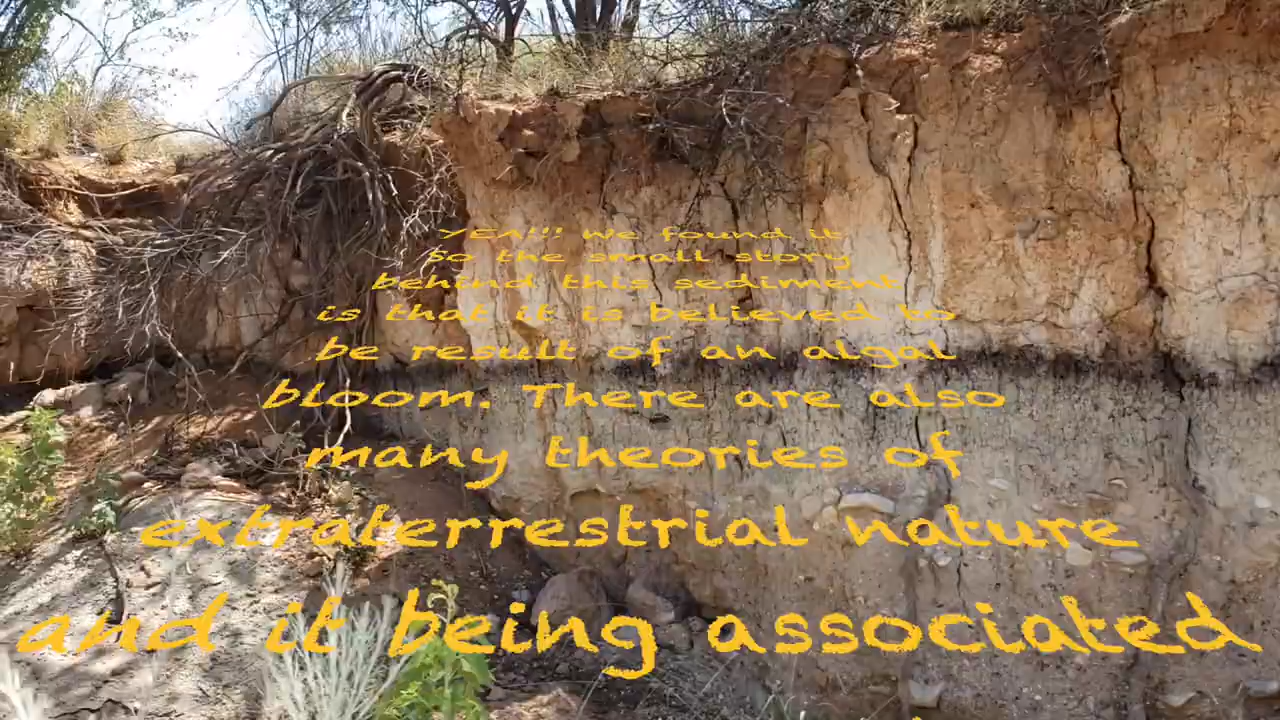 YEA!!! We found it
So the small story
behind this sediment
is that it is believed to
be result of an algal
bloom. There are also
many theories of
extraterrestrial nature
and it being associated